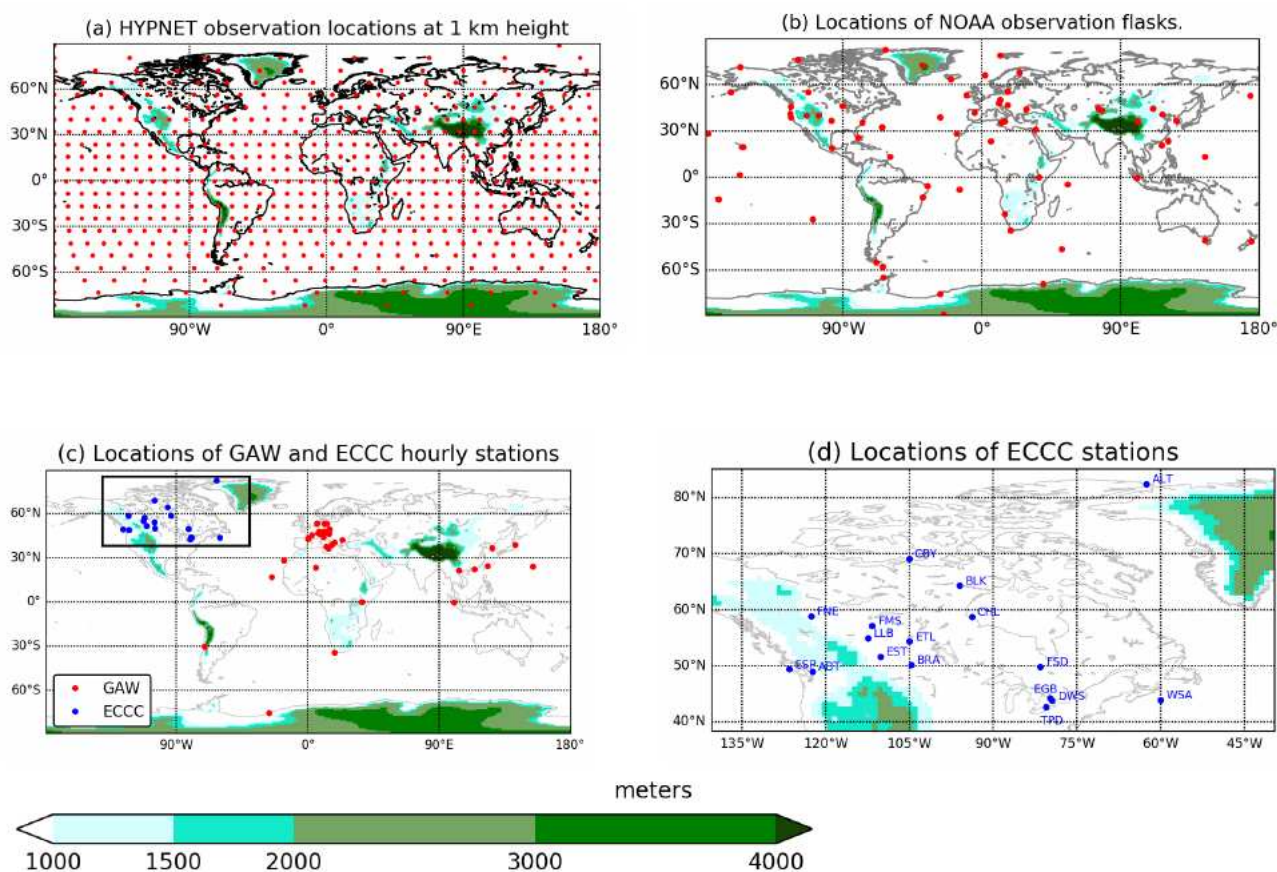 (a) HYPNET observation locations at 1 km height
60°N
30°N
0°
30°S
60°S
90°W 0° 90°E 180°
(b) Locations of NOAA observation flasks.
60°N
30°N
0°
30°S
60°S
90°W 0° 90°E 180°
(c) Locations of GAW and ECCC hourly stations
60°N
30°N
0°
30°S
60°S
GAW
ECCC
90°W 0° 90°E 180°
(d) Locations of ECCC stations
80°N
70°N
60°N
50°N
40°N
ALT
CBY
BLK
FNE
FMS
CHL
LLB
ETL
EST
BRA
ESP
ABT
FSD
EGB
DWS
WSA
TPD
135°W 120°W 105°W 90°W 75°W 60°W 45°W
meters
1000 1500 2000 3000 4000